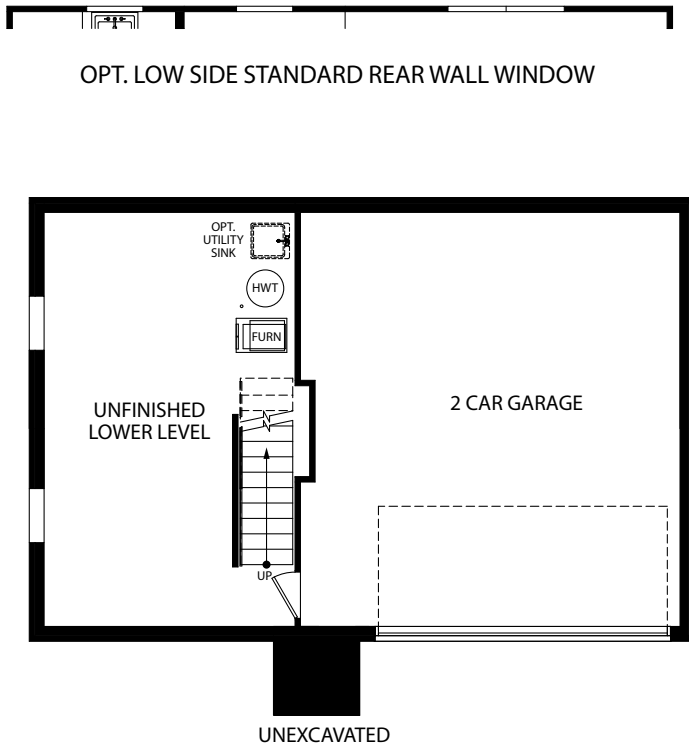 OPT. LOW SIDE STANDARD REAR WALL WINDOW
OPT.
UTILITY
SINK
HWT
FURN
UNFINISHED
LOWER LEVEL
2 CAR GARAGE
UP
UNEXCAVATED